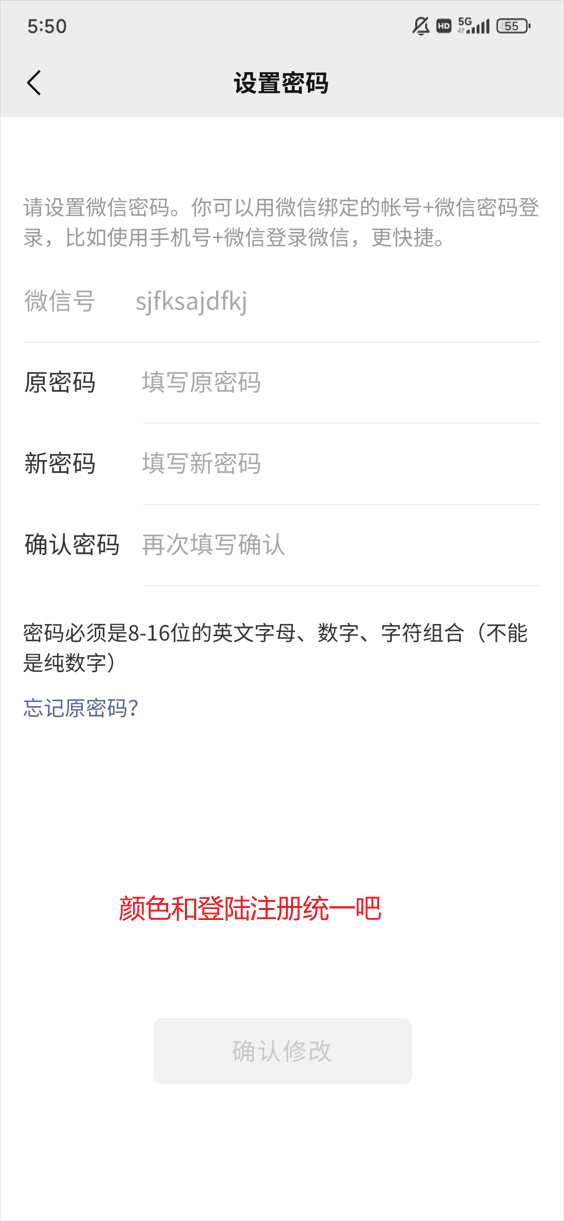 5:50
HD 5G 55
设置密码
请设置微信密码。你可以用微信绑定的帐号+微信密码登
录，比如使用手机号+微信登录微信，更快捷。
微信号 sjfksajdfkj
原密码 填写原密码
新密码 填写新密码
确认密码 再次填写确认
密码必须是8-16位的英文字母、数字、字符组合（不能
是纯数字）
忘记原密码？
颜色和登陆注册统一吧
确认修改